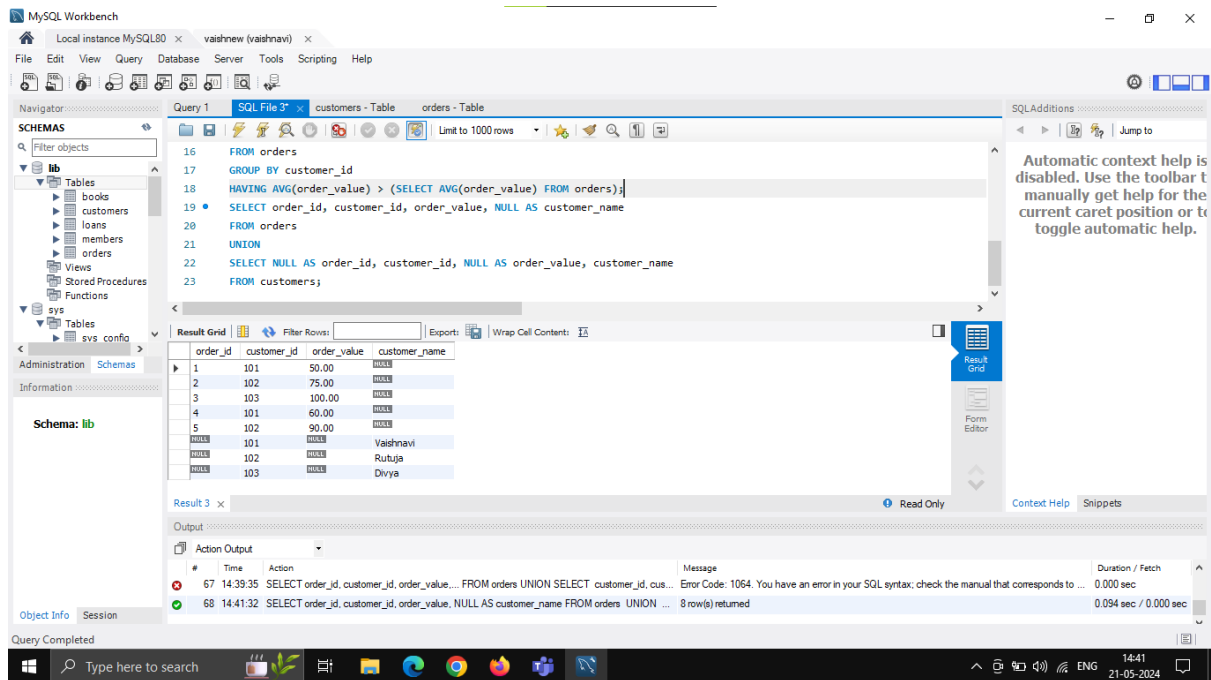 MySQL Workbench
Local instance MySQL80 × vaishnew (vaishnavi) ×
File Edit View Query Database Server Tools Scripting Help
Navigator
SCHEMAS
Filter objects
lib
Tables
books
customers
loans
members
orders
Views
Stored Procedures
Functions
sys
Tables
sys_config
Administration Schemas
Information
Schema: lib
Object Info Session
Query 1 SQL File 3* × customers - Table orders - Table
Limit to 1000 rows
16 FROM orders
17 GROUP BY customer_id
18 HAVING AVG(order_value) > (SELECT AVG(order_value) FROM orders);
19 SELECT order_id, customer_id, order_value, NULL AS customer_name
20 FROM orders
21 UNION
22 SELECT NULL AS order_id, customer_id, NULL AS order_value, customer_name
23 FROM customers;
Result Grid Filter Rows: Export: Wrap Cell Content:
order_id customer_id order_value customer_name
1 101 50.00 NULL
2 102 75.00 NULL
3 103 100.00 NULL
4 101 60.00 NULL
5 102 90.00 NULL
NULL 101 NULL Vaishnavi
NULL 102 NULL Rutuja
NULL 103 NULL Divya
Result
Grid
Form
Editor
Result 3 × Read Only
SQLAdditions
Jump to
Automatic context help is
disabled. Use the toolbar t
manually get help for the
current caret position or to
toggle automatic help.
Context Help Snippets
Output
Action Output
# Time Action Message Duration / Fetch
67 14:39:35 SELECT order_id, customer_id, order_value,... FROM orders UNION SELECT customer_id, cus... Error Code: 1064. You have an error in your SQL syntax; check the manual that corresponds to ... 0.000 sec
68 14:41:32 SELECT order_id, customer_id, order_value, NULL AS customer_name FROM orders UNION ... 8 row(s) returned 0.094 sec / 0.000 sec
Query Completed
Type here to search
ENG
14:41
21-05-2024